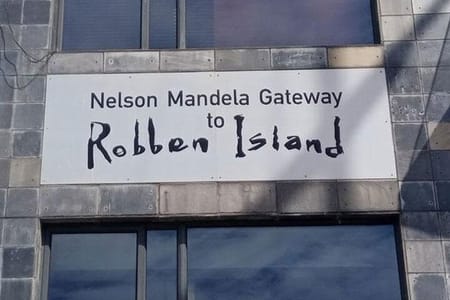 Nelson Mandela Gateway
to
Robben Island